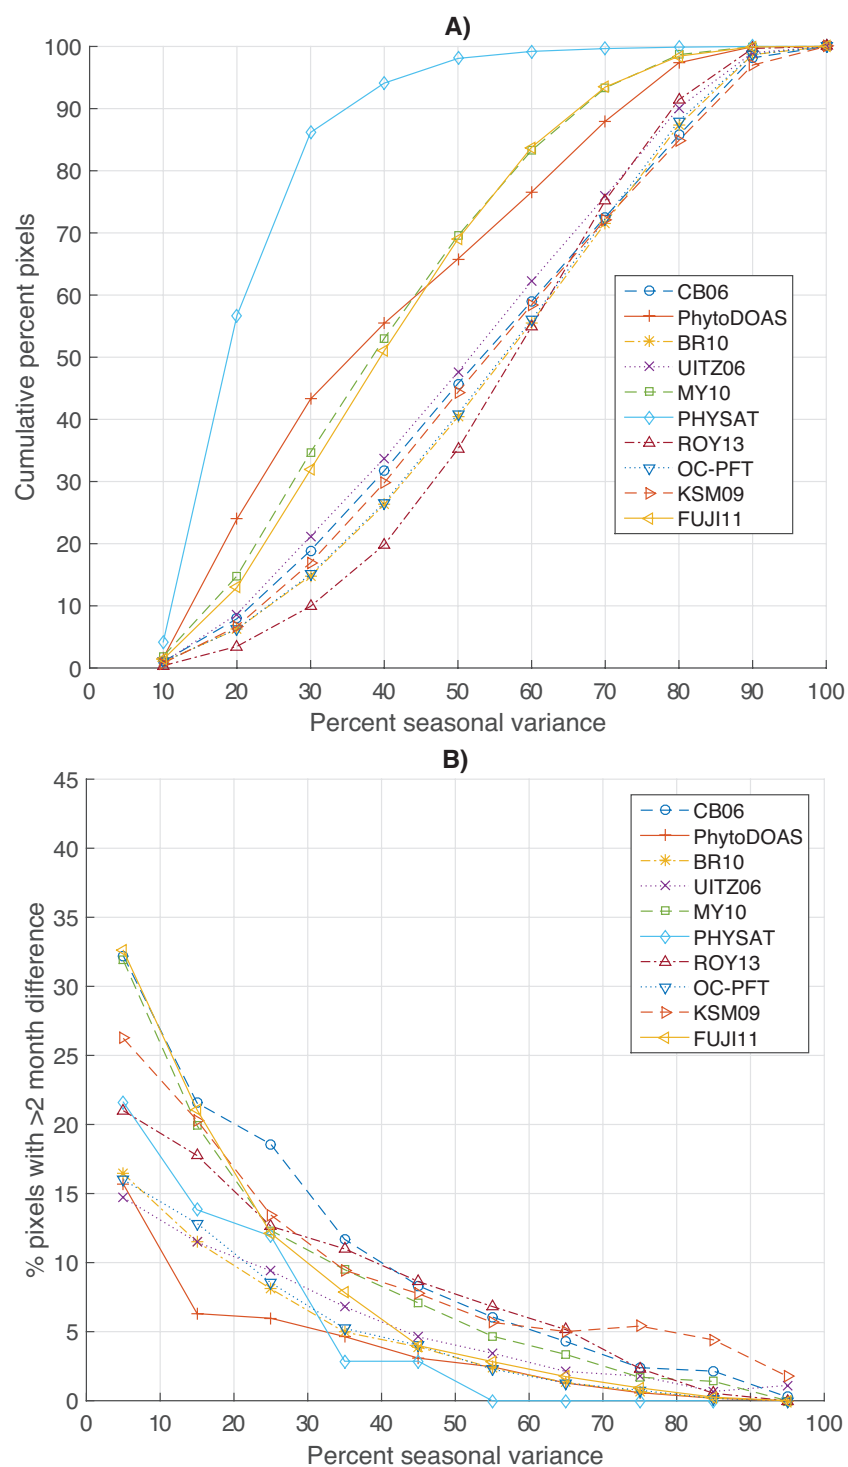 A)
Cumulative percent pixels
100
90
80
70
60
50
40
30
20
10
0
CB06
PhytoDOAS
BR10
UITZ06
MY10
PHYSAT
ROY13
OC-PFT
KSM09
FUJI11
0 10 20 30 40 50 60 70 80 90 100
Percent seasonal variance
B)
% pixels with >2 month difference
45
40
35
30
25
20
15
10
5
0
CB06
PhytoDOAS
BR10
UITZ06
MY10
PHYSAT
ROY13
OC-PFT
KSM09
FUJI11
0 10 20 30 40 50 60 70 80 90 100
Percent seasonal variance